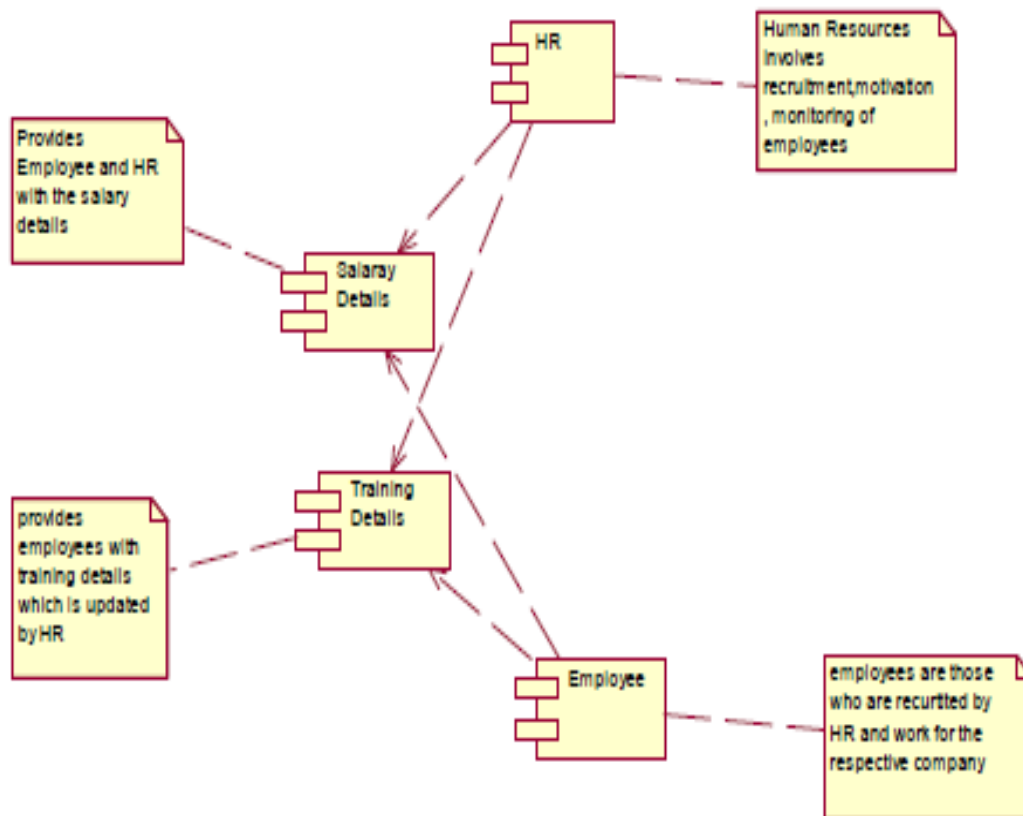 HR
Human Resources
Involves
recruitment,motivation
, monitoring of
employees
Provides
Employee and HR
with the salary
details
Salaray
Details
Training
Details
provides
employees with
training details
which is updated
by HR
Employee
employees are those
who are recurtted by
HR and work for the
respective company